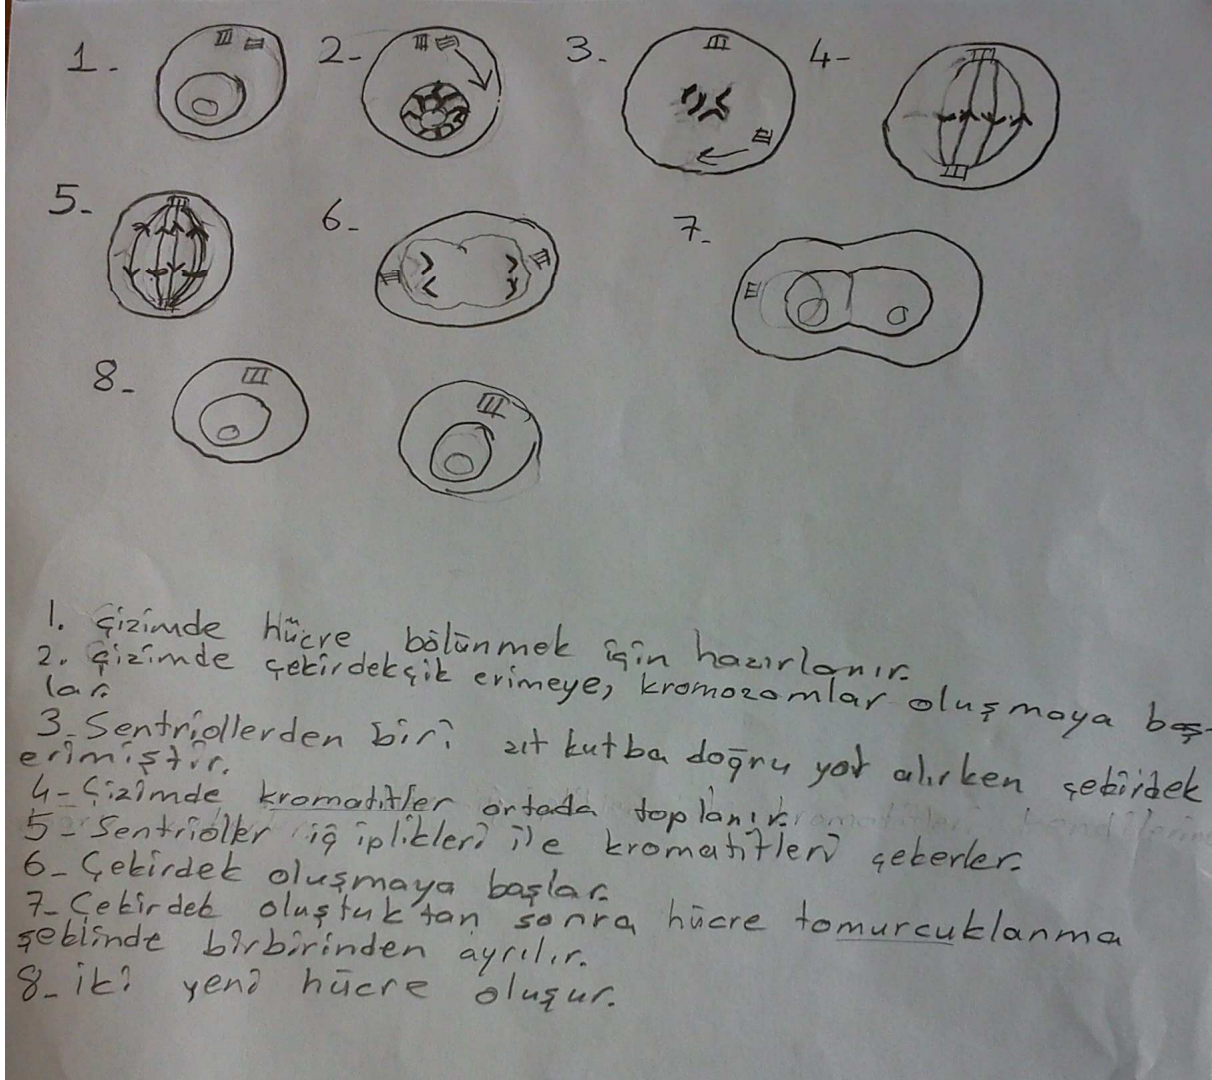 1-
2-
3-
4-
5-
6-
7-
8-
1. Çizimde Hücre bölünmek için hazırlanır.
2. Çizimde çekirdekçik erimeye, kromozomlar oluşmaya baş-
lar.
3- Sentriollerden biri zıt kutba doğru yol alırken çekirdek
erimiştir.
4- Çizimde kromatitler ortada toplanır.
5- Sentrioller iğ iplikleri ile kromatitleri çekerler.
6- Çekirdek oluşmaya başlar.
7- Çekirdek oluştuktan sonra hücre tomurcuklanma
şeklinde birbirinden ayrılır.
8- iki yeni hücre oluşur.